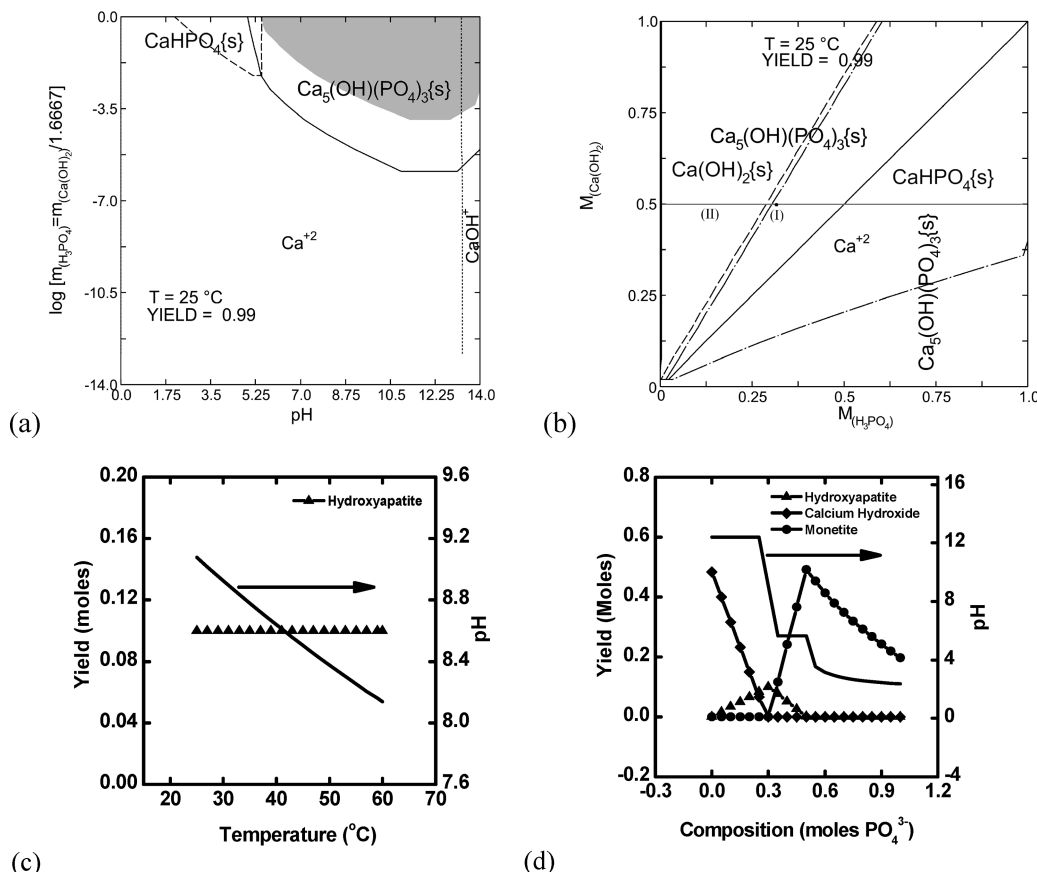 0.0
CaHPO4{s}
Ca5(OH)(PO4)3{s}
-3.5
-7.0
Ca+2
CaOH+
-10.5
T = 25 °C
YIELD = 0.99
-14.0
0.0 1.75 3.5 5.25 7.0 8.75 10.5 12.25 14.0
pH
log [m(H3PO4)=m(Ca(OH)2)/1.6667]
(a)
1.0
T = 25 °C
YIELD = 0.99
0.75
Ca5(OH)(PO4)3{s}
Ca(OH)2{s}
CaHPO4{s}
0.5
(II) (I)
Ca+2
Ca5(OH)(PO4)3{s}
0.25
0
0 0.25 0.5 0.75 1.0
M(H3PO4)
M(Ca(OH)2)
(b)
0.20 9.6
Hydroxyapatite
0.16 9.2
0.12 8.8
0.08 8.4
0.04 8.0
0.00 7.6
20 30 40 50 60 70
Yield (moles)
pH
Temperature (oC)
(c)
0.8 16
Hydroxyapatite
Calcium Hydroxide
Monetite
0.6 12
0.4 8
0.2 4
0.0 0
-0.2 -4
-0.3 0.0 0.3 0.6 0.9 1.2
Yield (Moles)
pH
Composition (moles PO43-)
(d)